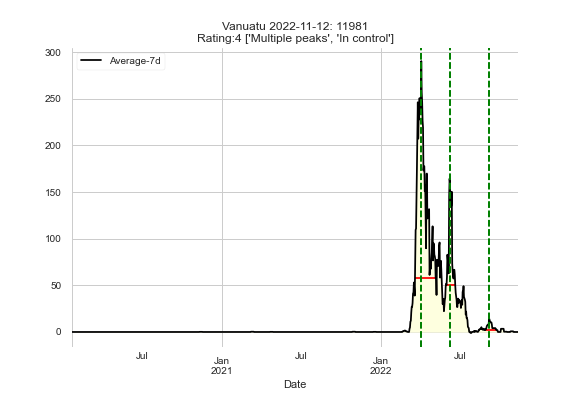 Vanuatu 2022-11-12: 11981
Rating:4 ['Multiple peaks', 'In control']
Average-7d
300
250
200
150
100
50
0
Jul
Jan
2021
Jul
Jan
2022
Jul
Date